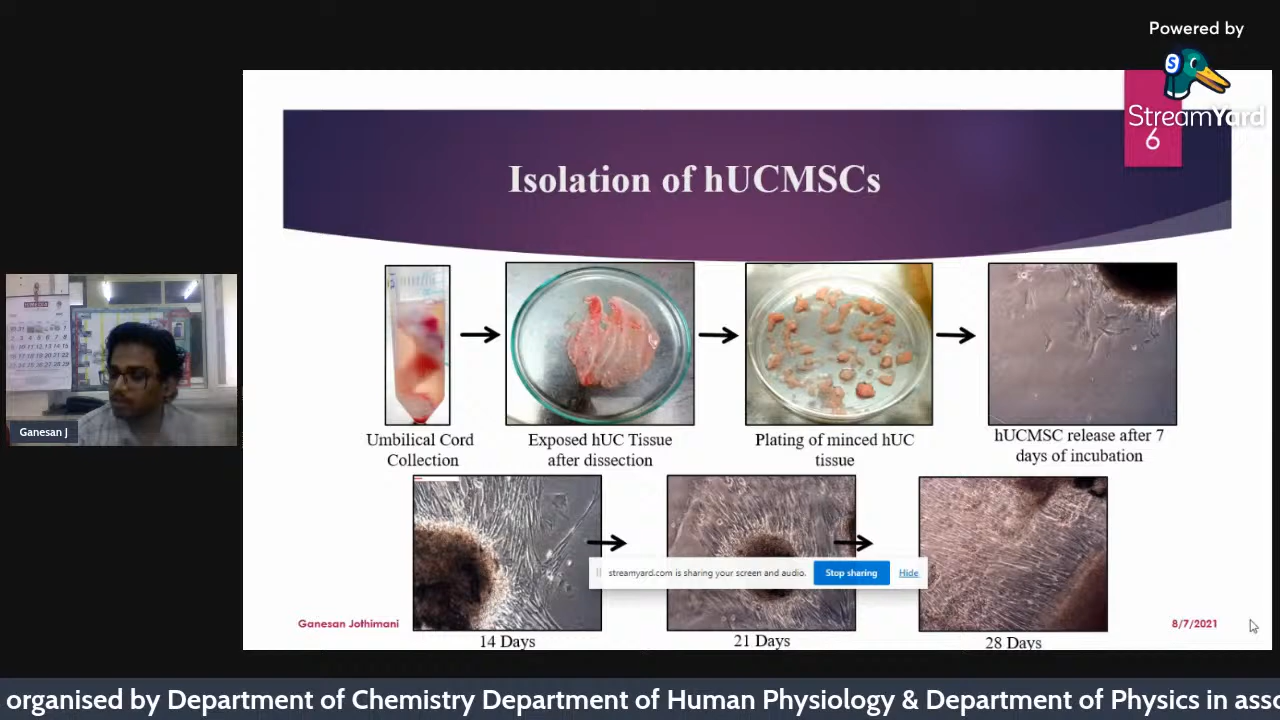 Powered by
S
StreamYard
6
Isolation of hUCMSCs
Umbilical Cord
Collection
Exposed hUC Tissue
after dissection
Plating of minced hUC
tissue
hUCMSC release after 7
days of incubation
Ganesan J
streamyard.com is sharing your screen and audio.
Stop sharing
Hide
Ganesan Jothimani
8/7/2021
14 Days
21 Days
28 Days
organised by Department of Chemistry Department of Human Physiology & Department of Physics in asso